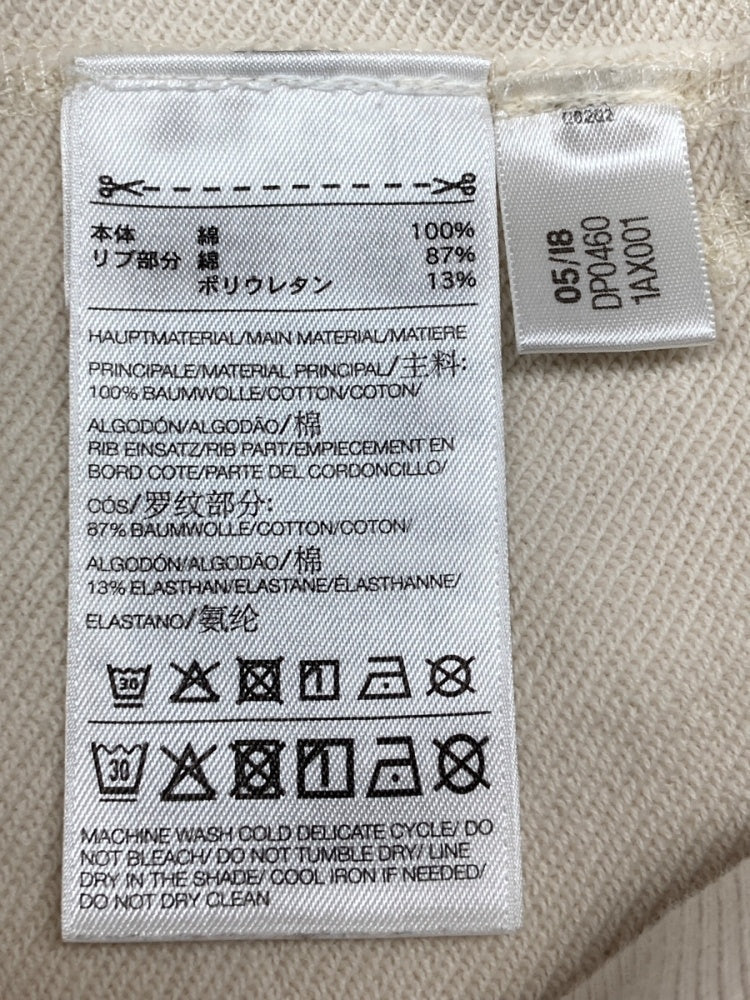 本体 綿 100%
リブ部分 綿 87%
ポリウレタン 13%
HAUPTMATERIAL/MAIN MATERIAL/MATIERE
PRINCIPALE/MATERIAL PRINCIPAL/主料:
100% BAUMWOLLE/COTTON/COTON/
ALGODÓN/ALGODÃO/棉
RIB EINSATZ/RIB PART/EMPIECEMENT EN
BORD COTE/PARTE DEL CORDONCILLO/
CÓS/罗纹部分:
87% BAUMWOLLE/COTTON/COTON/
ALGODÓN/ALGODÃO/棉
13% ELASTHAN/ELASTANE/ÉLASTHANNE/
ELASTANO/氨纶
30
30
MACHINE WASH COLD DELICATE CYCLE/ DO
NOT BLEACH/ DO NOT TUMBLE DRY/ LINE
DRY IN THE SHADE/ COOL IRON IF NEEDED/
DO NOT DRY CLEAN
05/18
DP0460
1AX001